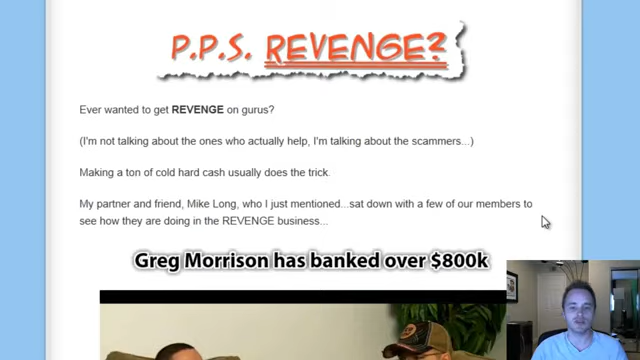 P.P.S. REVENGE?
Ever wanted to get REVENGE on gurus?
(I'm not talking about the ones who actually help, I'm talking about the scammers...)
Making a ton of cold hard cash usually does the trick.
My partner and friend, Mike Long, who I just mentioned...sat down with a few of our members to
see how they are doing in the REVENGE business...
Greg Morrison has banked over $800k